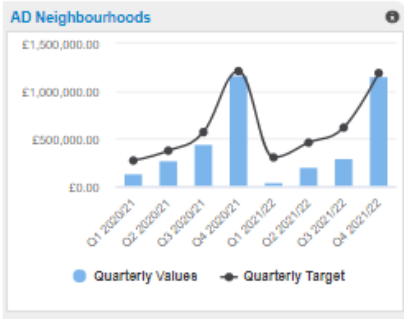 AD Neighbourhoods
£1,500,000.00
£1,000,000.00
£500,000.00
£0.00
Q1 2020/21
Q2 2020/21
Q3 2020/21
Q4 2020/21
Q1 2021/22
Q2 2021/22
Q3 2021/22
Q4 2021/22
Quarterly Values Quarterly Target